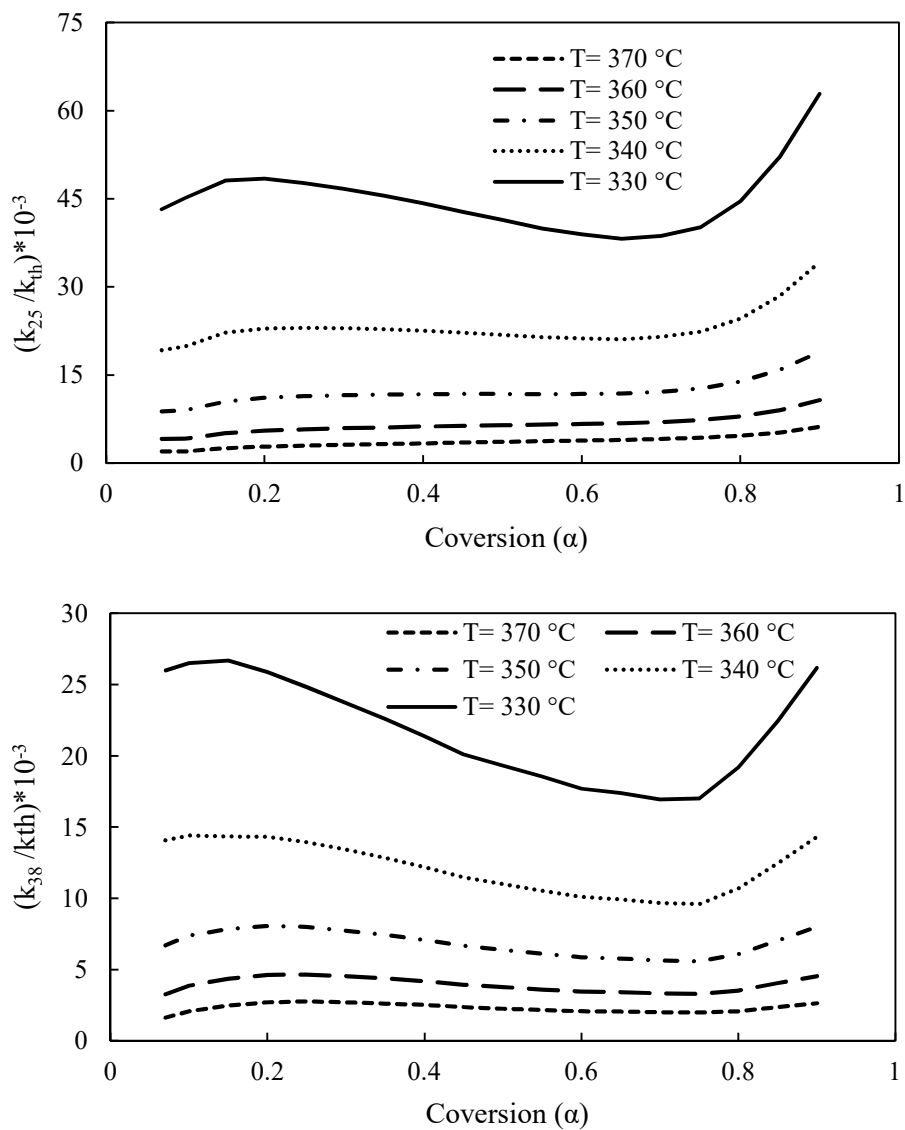 75
60
45
30
15
0
(k25 /kth)*10-3
T= 370 °C
T= 360 °C
T= 350 °C
T= 340 °C
T= 330 °C
0 0.2 0.4 0.6 0.8 1
Coversion (α)
30
25
20
15
10
5
0
(k38 /kth)*10-3
T= 370 °C T= 360 °C
T= 350 °C T= 340 °C
T= 330 °C
0 0.2 0.4 0.6 0.8 1
Coversion (α)